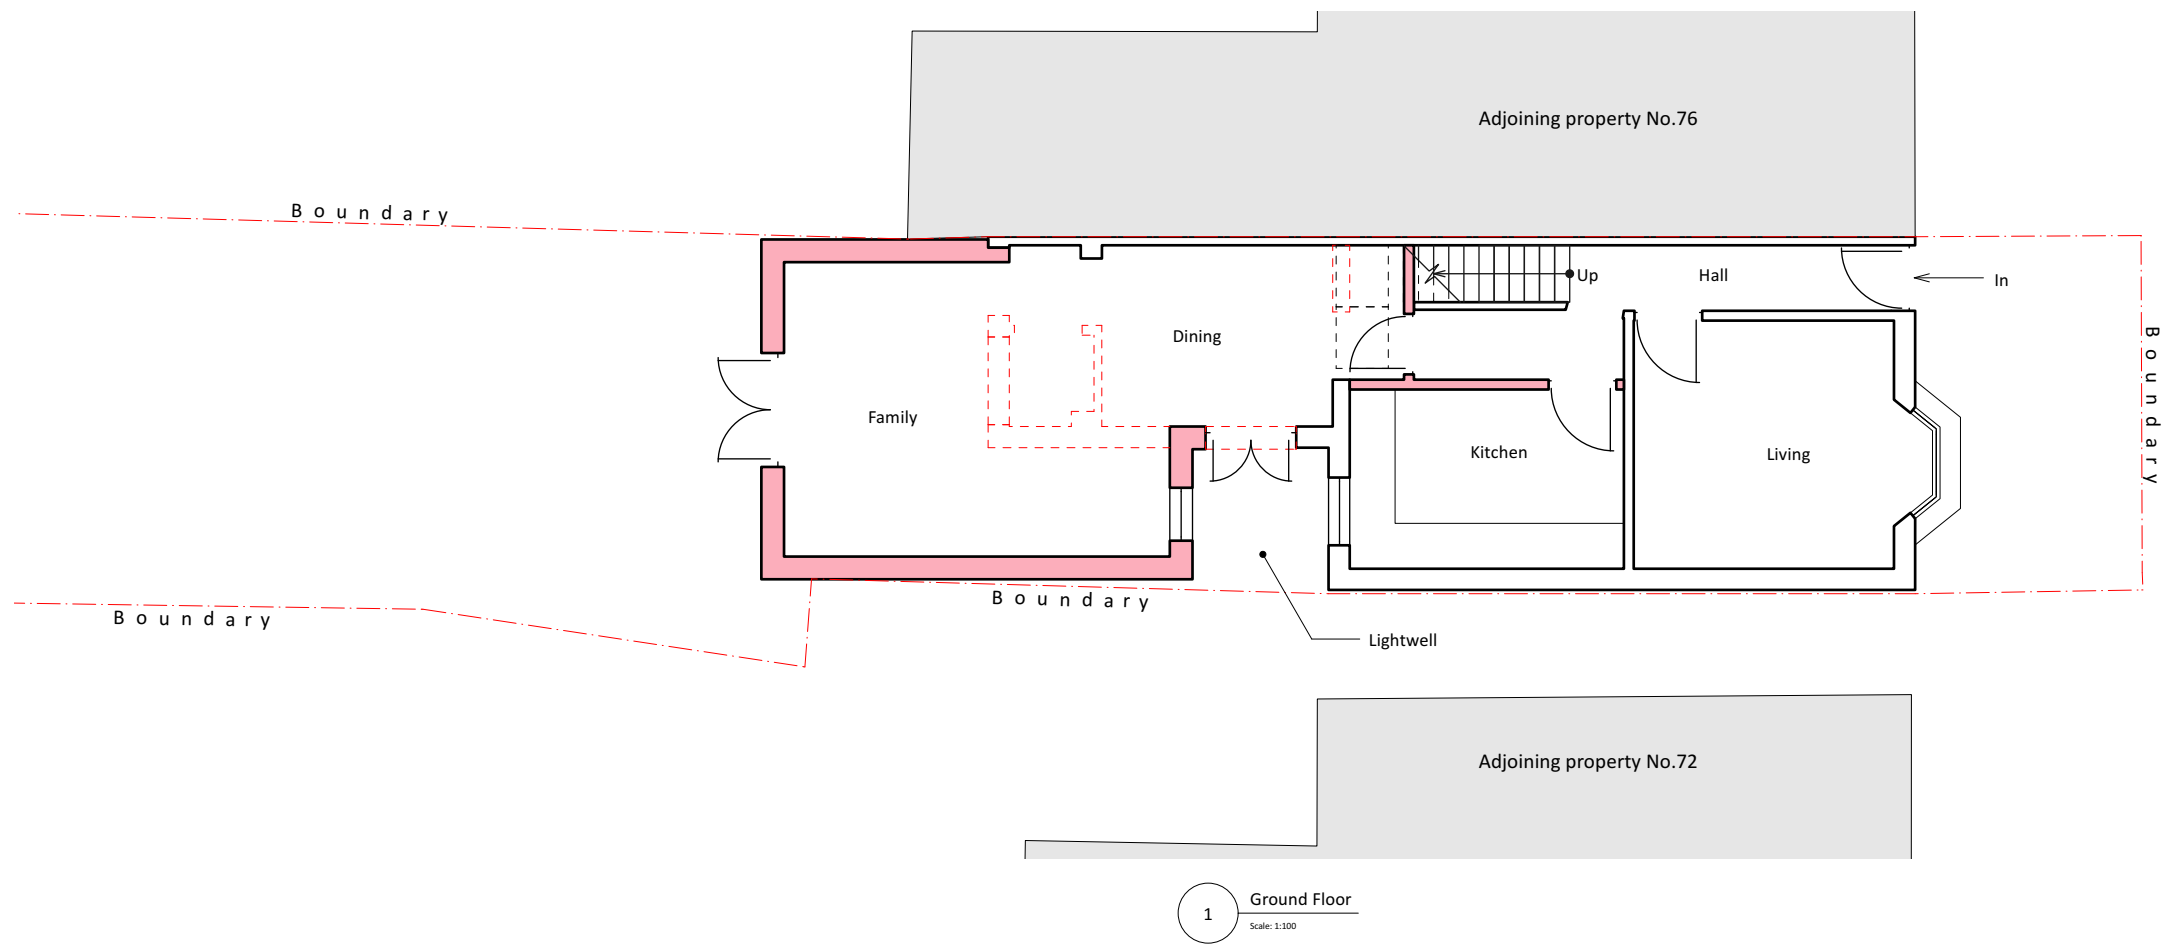 Adjoining property No.76
Boundary
Up
Hall
In
Dining
Boundary
Family
Kitchen
Living
Boundary
Boundary
Lightwell
Adjoining property No.72
1
Ground Floor
Scale: 1:100